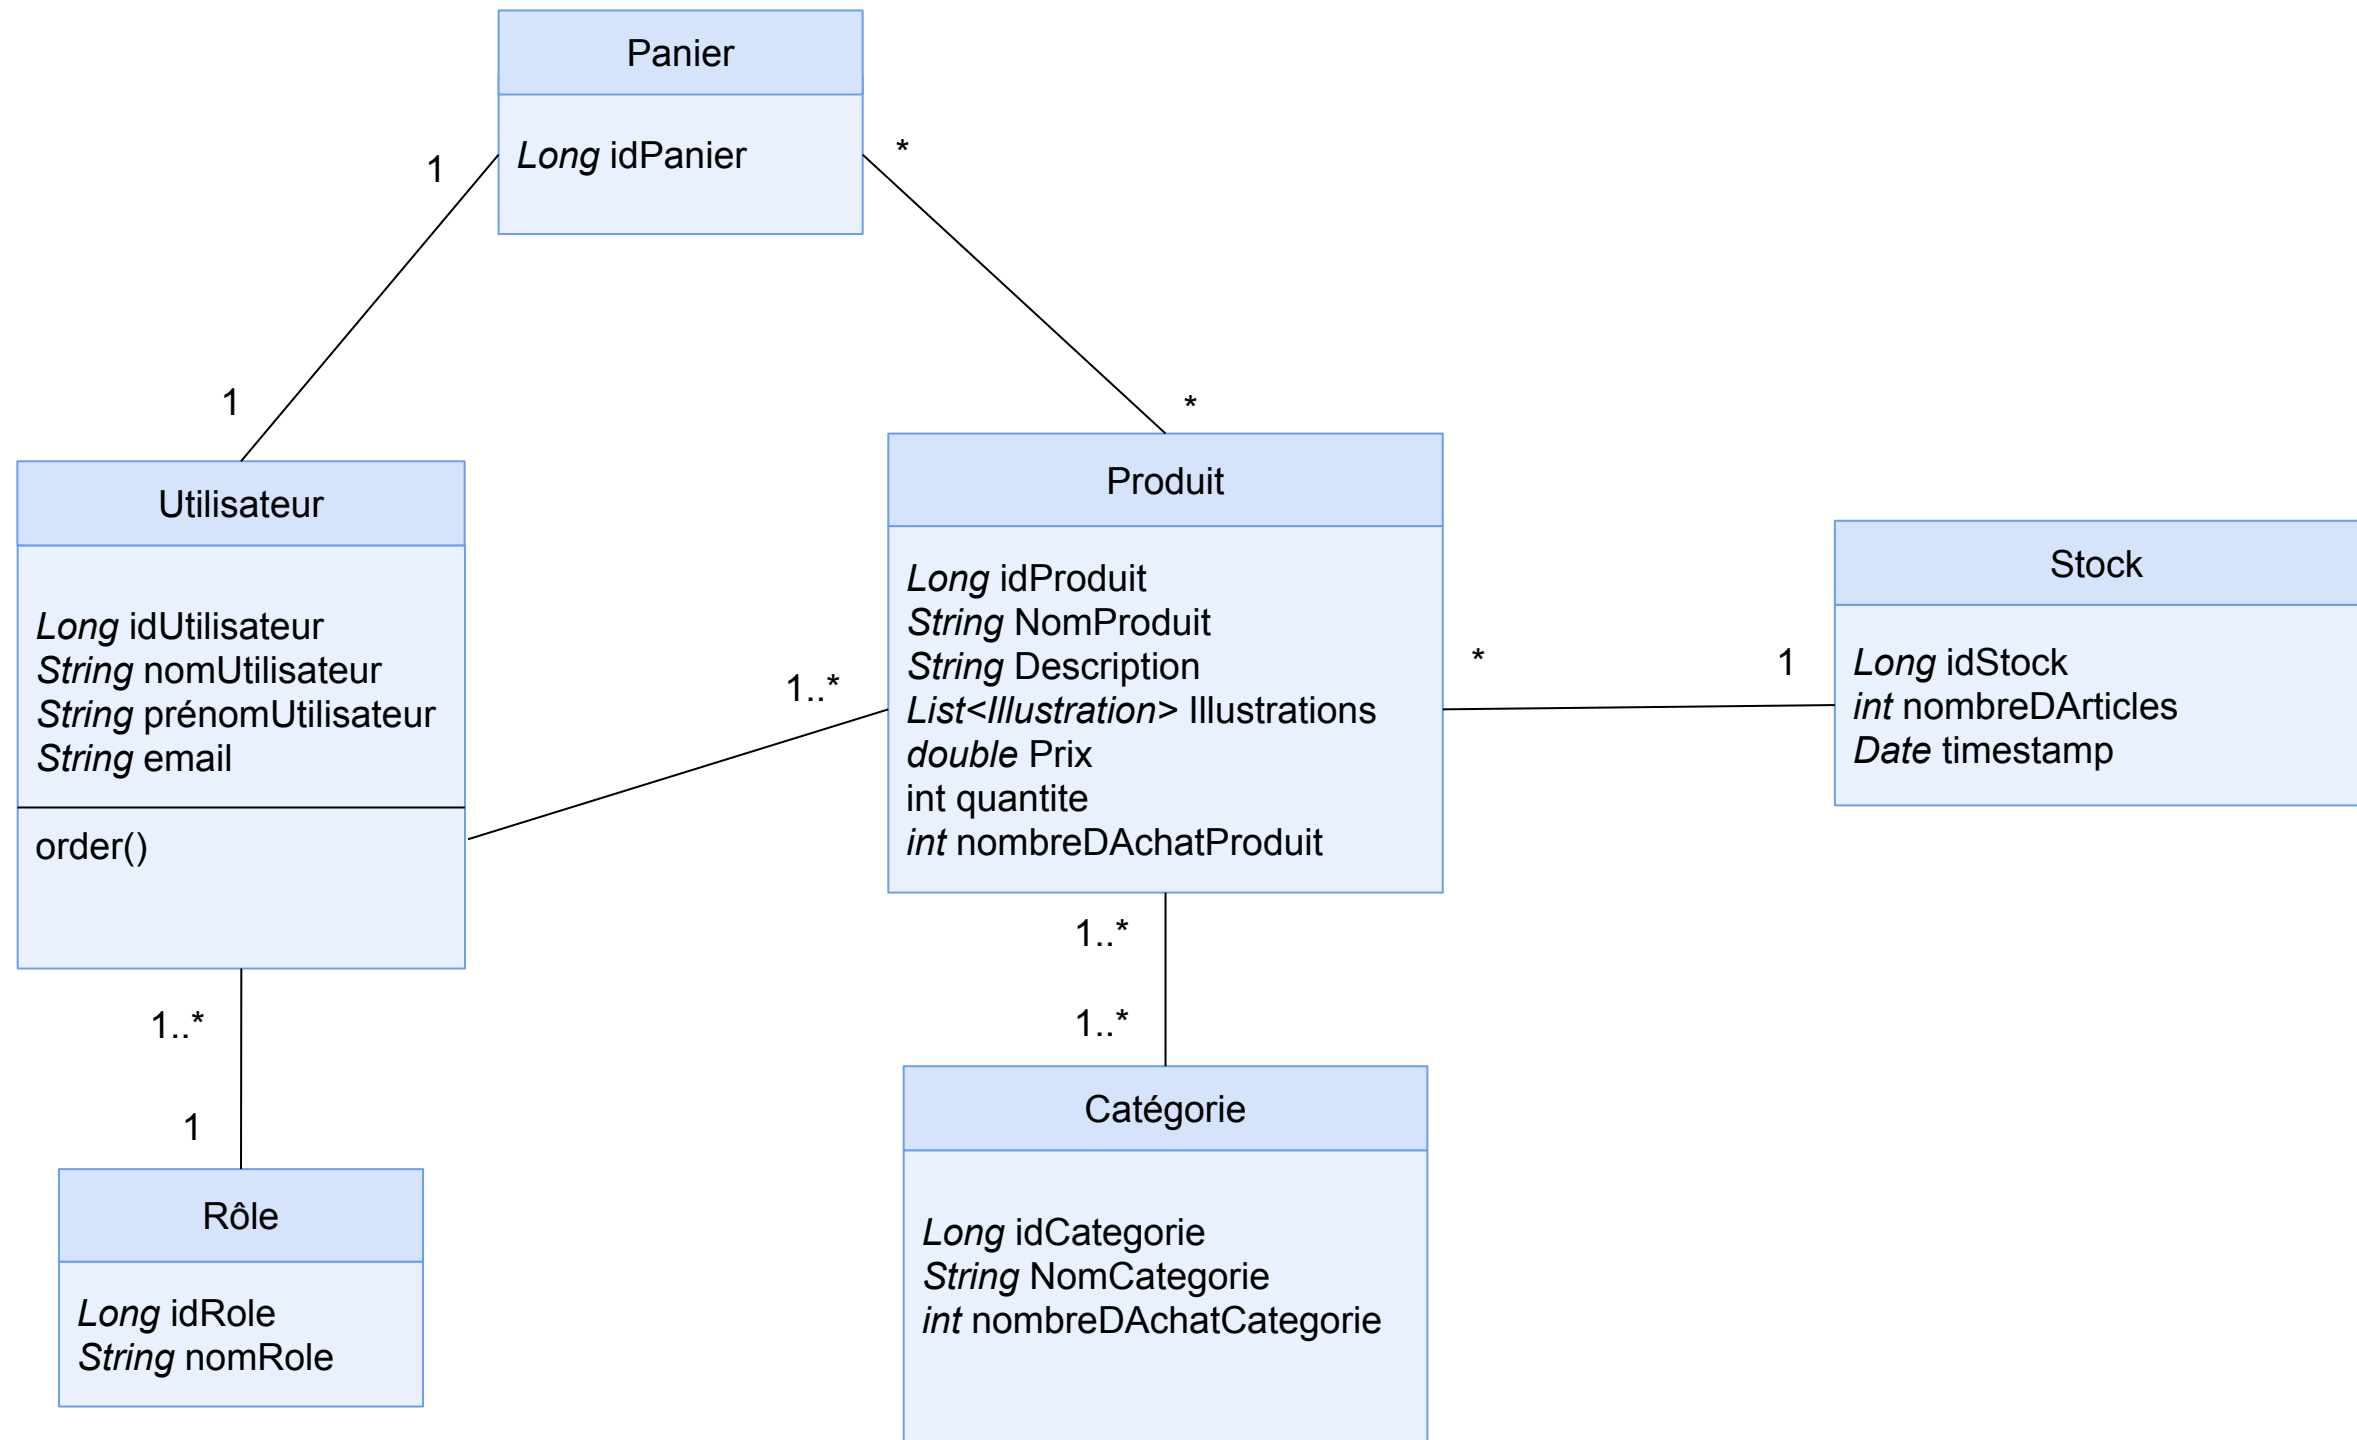 Panier
Long idPanier
1
*
1
*
Utilisateur
Long idUtilisateur
String nomUtilisateur
String prénomUtilisateur
String email
order()
1..*
Produit
Long idProduit
String NomProduit
String Description
List<Illustration> Illustrations
double Prix
int quantite
int nombreDAchatProduit
*
1
Stock
Long idStock
int nombreDArticles
Date timestamp
1..*
1
1..*
1..*
Rôle
Long idRole
String nomRole
Catégorie
Long idCategorie
String NomCategorie
int nombreDAchatCategorie